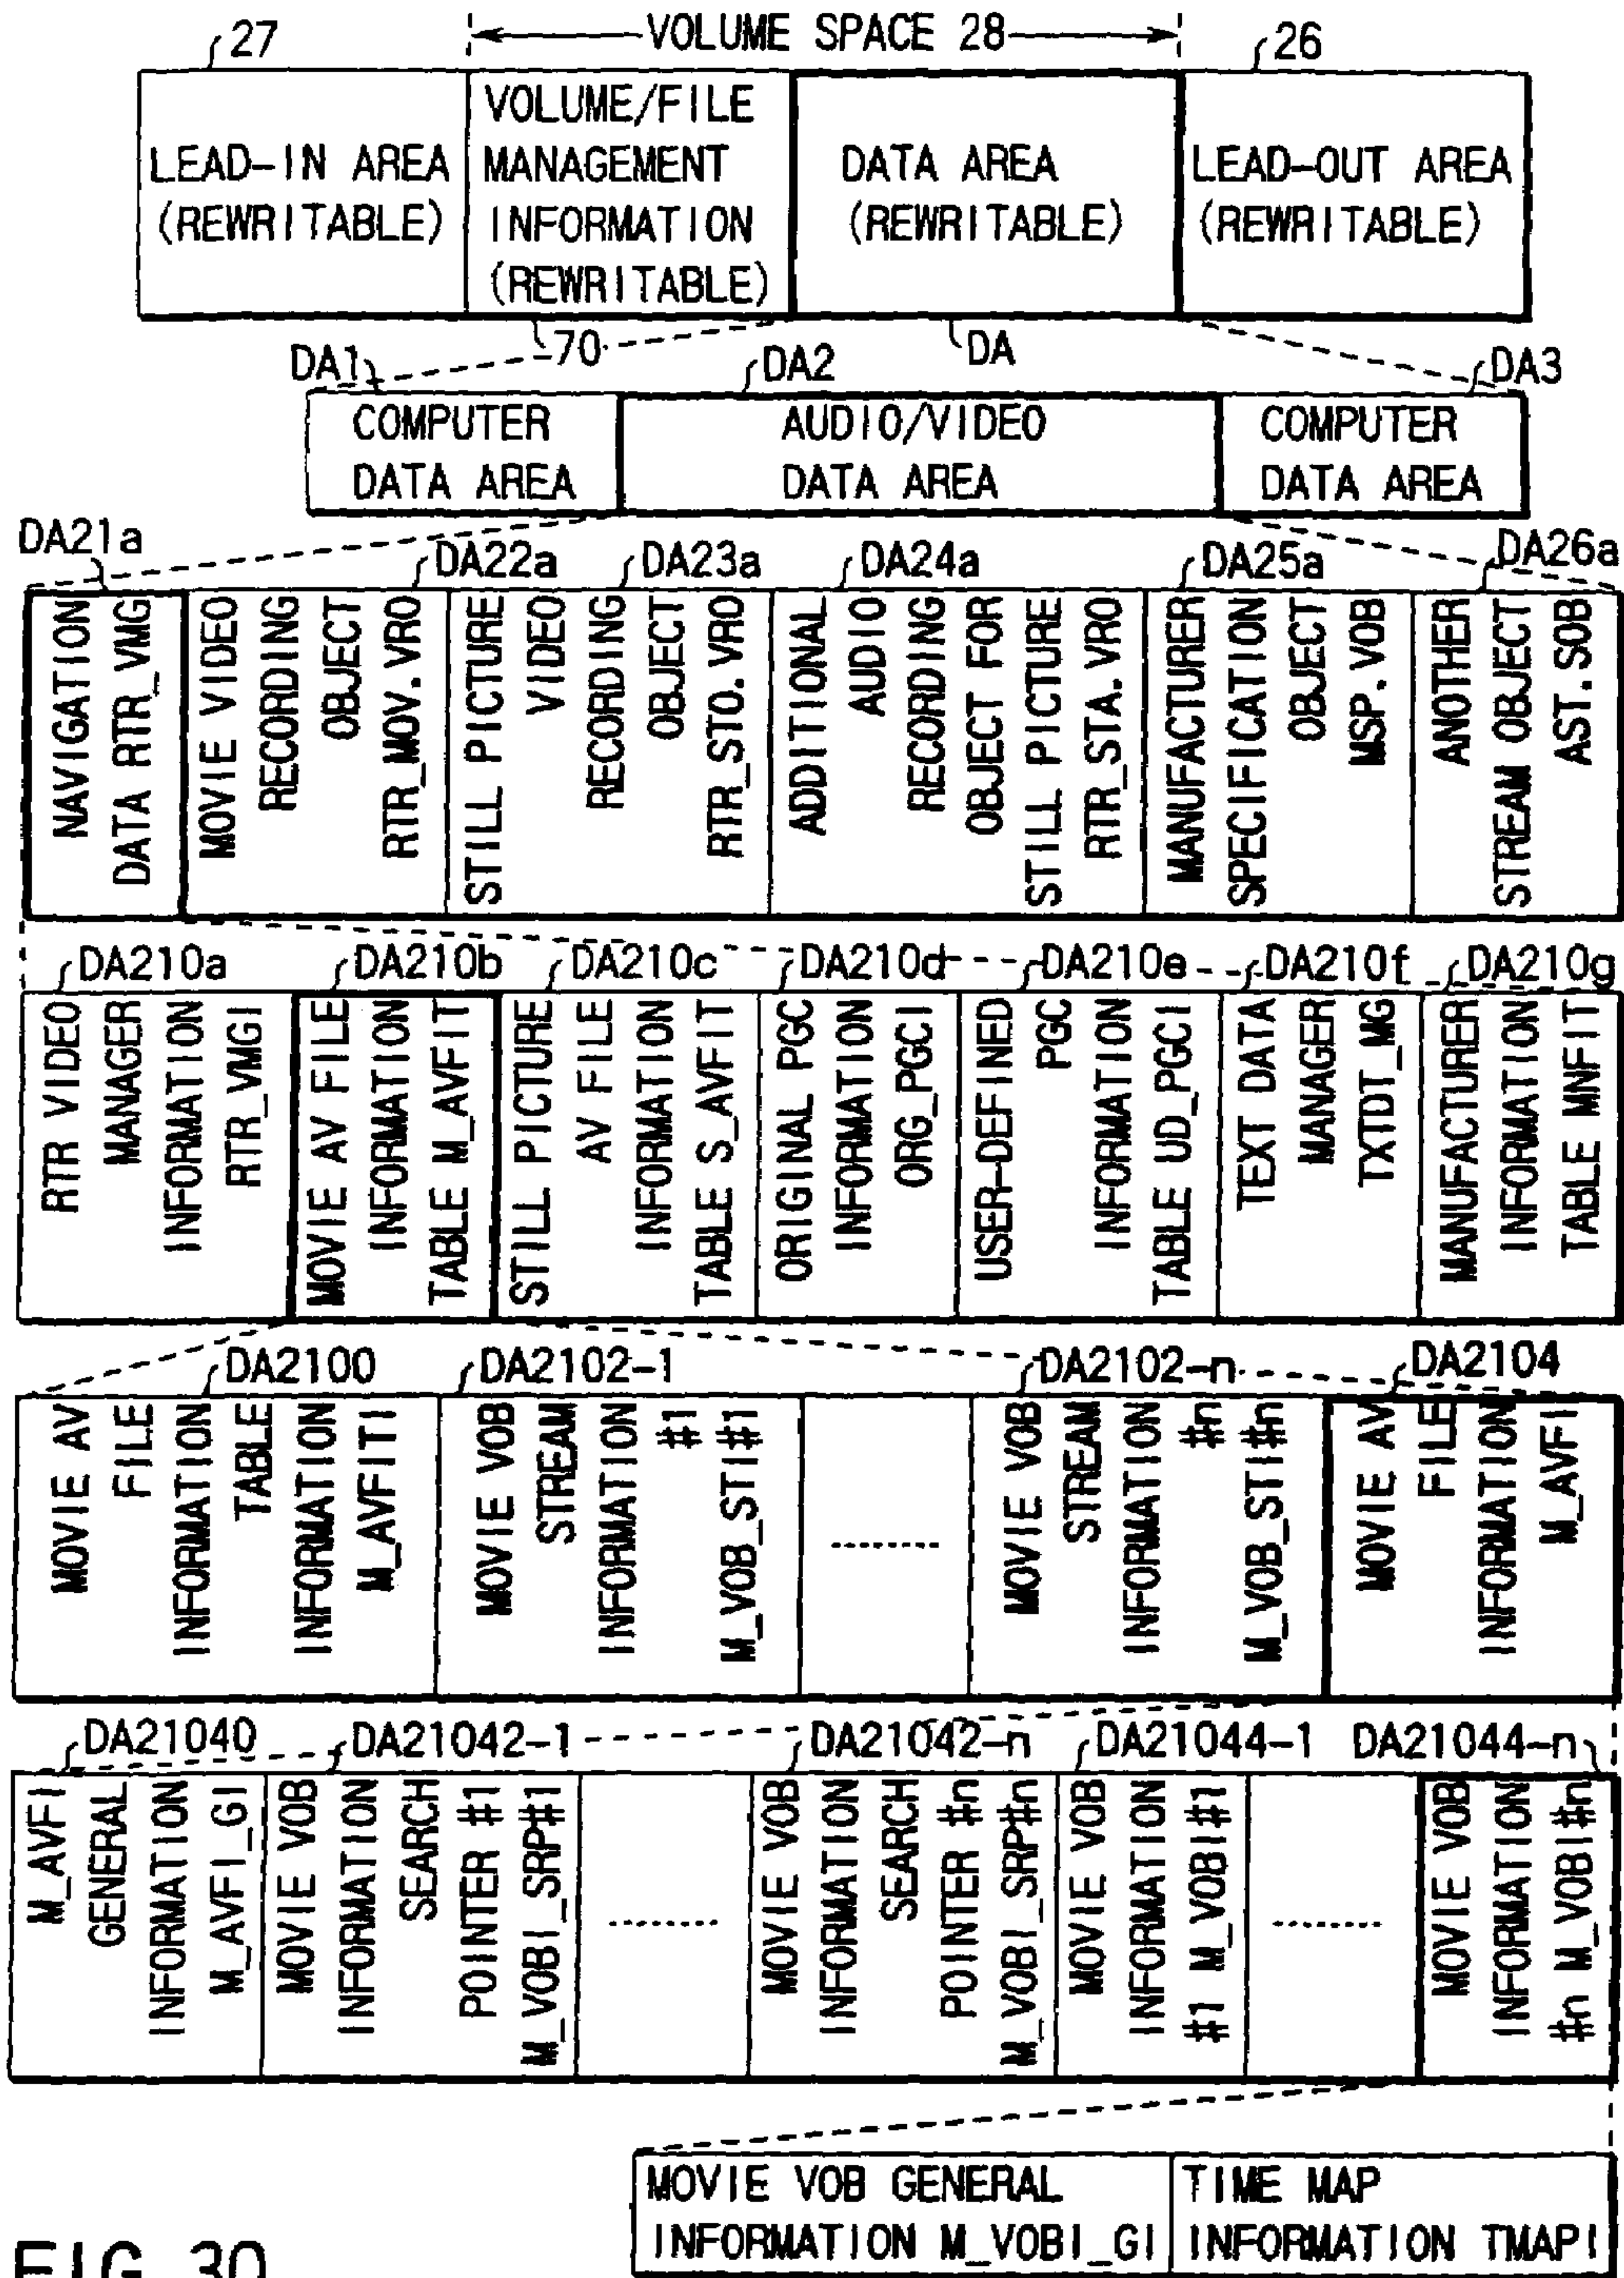 27
VOLUME SPACE 28
26
LEAD-IN AREA
(REWRITABLE)
VOLUME/FILE
MANAGEMENT
INFORMATION
(REWRITABLE)
DATA AREA
(REWRITABLE)
LEAD-OUT AREA
(REWRITABLE)
70
DA
DA1
DA2
DA3
COMPUTER
DATA AREA
AUDIO/VIDEO
DATA AREA
COMPUTER
DATA AREA
DA21a
DA22a
DA23a
DA24a
DA25a
DA26a
NAVIGATION
DATA RTR_VMG
MOVIE VIDEO
RECORDING
OBJECT
RTR_MOV.VRO
STILL PICTURE
VIDEO
RECORDING
OBJECT
RTR_STO.VRO
ADDITIONAL
AUDIO
RECORDING
OBJECT FOR
STILL PICTURE
RTR_STA.VRO
MANUFACTURER
SPECIFICATION
OBJECT
MSP.VOB
ANOTHER
STREAM OBJECT
AST.SOB
DA210a
DA210b
DA210c
DA210d
DA210e
DA210f
DA210g
RTR VIDEO
MANAGER
INFORMATION
RTR_VMGI
MOVIE AV FILE
INFORMATION
TABLE M_AVFIT
STILL PICTURE
AV FILE
INFORMATION
TABLE S_AVFIT
ORIGINAL PGC
INFORMATION
ORG_PGCI
USER-DEFINED
PGC
INFORMATION
TABLE UD_PGCI
TEXT DATA
MANAGER
TXTDT_MG
MANUFACTURER
INFORMATION
TABLE MNFIT
DA2100
DA2102-1
DA2102-n
DA2104
MOVIE AV
FILE
INFORMATION
TABLE
INFORMATION
M_AVFITI
MOVIE VOB
STREAM
INFORMATION
#1
M_VOB_STI#1
.........
MOVIE VOB
STREAM
INFORMATION
#n
M_VOB_STI#n
MOVIE AV
FILE
INFORMATION
M_AVFI
DA21040
DA21042-1
DA21042-n
DA21044-1
DA21044-n
M_AVFI
GENERAL
INFORMATION
M_AVFI_GI
MOVIE VOB
INFORMATION
SEARCH
POINTER #1
M_VOBI_SRP#1
.........
MOVIE VOB
INFORMATION
SEARCH
POINTER #n
M_VOBI_SRP#n
MOVIE VOB
INFORMATION
#1 M_VOBI#1
.........
MOVIE VOB
INFORMATION
#n M_VOBI#n
MOVIE VOB GENERAL
INFORMATION M_VOBI_GI
TIME MAP
INFORMATION TMAPI
FIG. 30